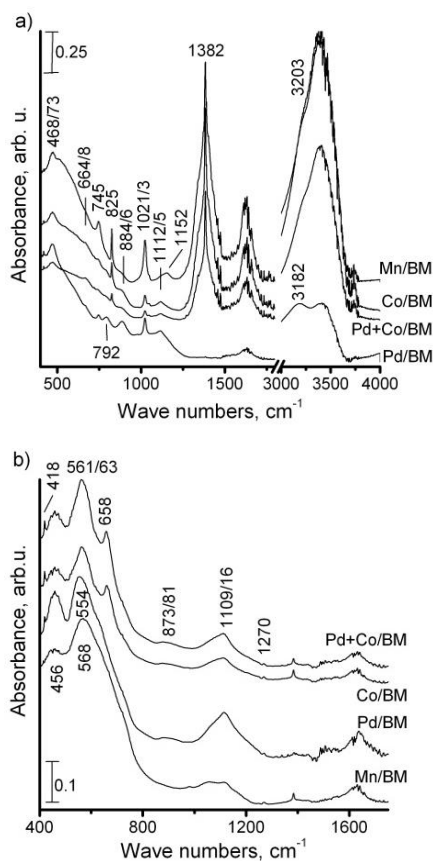 a)
0.25
1382
3203
468/73
664/8
745
825
884/6
1021/3
1112/5
1152
Mn/BM
Co/BM
3182
Pd+Co/BM
Pd/BM
792
Absorbance, arb. u.
500 1000 1500 3000 3500 4000
Wave numbers, cm-1
b)
418
561/63
658
873/81
1109/16
1270
Pd+Co/BM
554
Co/BM
456
568
Pd/BM
0.1
Mn/BM
Absorbance, arb.u.
400 800 1200 1600
Wave numbers, cm-1